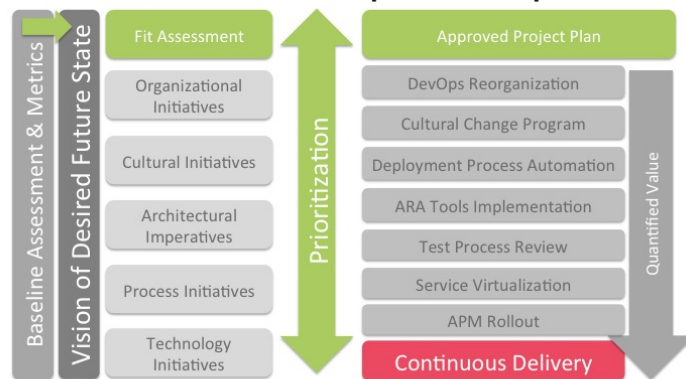 Baseline Assessment & Metrics
Vision of Desired Future State
Fit Assessment
Organizational
Initiatives
Cultural Initiatives
Architectural
Imperatives
Process Initiatives
Technology
Initiatives
Prioritization
Approved Project Plan
DevOps Reorganization
Cultural Change Program
Deployment Process Automation
ARA Tools Implementation
Test Process Review
Service Virtualization
APM Rollout
Continuous Delivery
Quantified Value